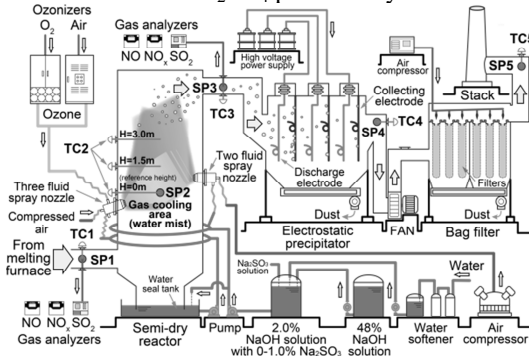 Ozonizers
O₂
Air
Ozone
Gas analyzers
NO NOₓ SO₂
High voltage
power supply
SP3
TC3
Collecting
electrode
Discharge
electrode
SP4
TC4
Air
compressor
Stack
SP5
TC5
Filters
Dust
Dust
Electrostatic
precipitator
FAN
Bag filter
TC2
H=3.0m
H=1.5m
(reference height)
H=0m
SP2
Gas cooling
area
(water mist)
Two fluid
spray
nozzle
Three fluid
spray nozzle
Compressed
air
TC1
From
melting
furnace
SP1
NO NOₓ SO₂
Gas analyzers
Water
seal tank
Semi-dry
reactor
Pump
Na₂SO₃
solution
2.0%
NaOH solution
with 0-1.0% Na₂SO₃
48%
NaOH
solution
Water
Water
softener
Air
compressor